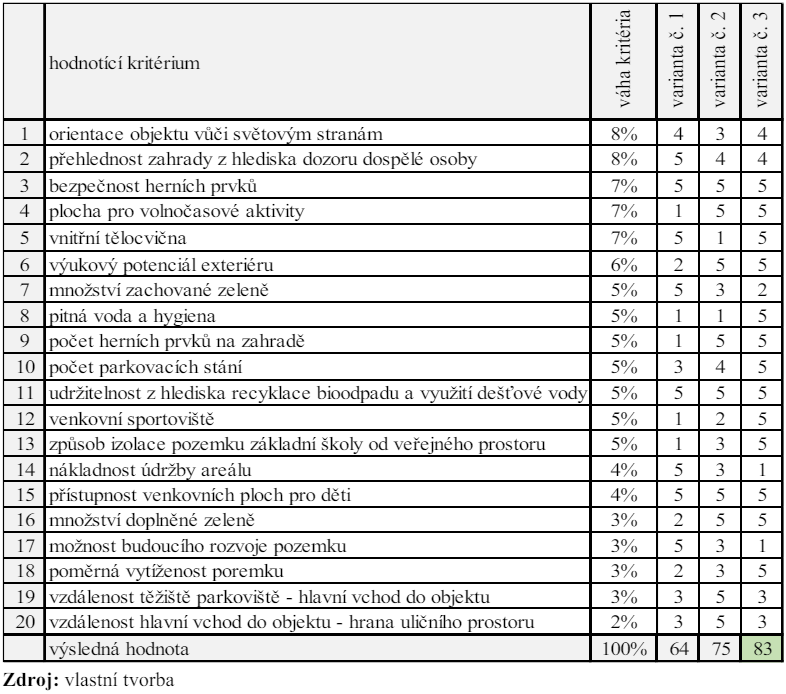 hodnotící kritérium váha kritéria varianta č. 1 varianta č. 2 varianta č. 3
1 orientace objektu vůči světovým stranám 8% 4 3 4
2 přehlednost zahrady z hlediska dozoru dospělé osoby 8% 5 4 4
3 bezpečnost herních prvků 7% 5 5 5
4 plocha pro volnočasové aktivity 7% 1 5 5
5 vnitřní tělocvična 7% 5 1 5
6 výukový potenciál exteriéru 6% 2 5 5
7 množství zachované zeleně 5% 5 3 2
8 pitná voda a hygiena 5% 1 1 5
9 počet herních prvků na zahradě 5% 1 5 5
10 počet parkovacích stání 5% 3 4 5
11 udržitelnost z hlediska recyklace bioodpadu a využití dešťové vody 5% 5 5 5
12 venkovní sportoviště 5% 1 2 5
13 způsob izolace pozemku základní školy od veřejného prostoru 5% 1 3 5
14 nákladnost údržby areálu 4% 5 3 1
15 přístupnost venkovních ploch pro děti 4% 5 5 5
16 množství doplněné zeleně 3% 2 5 5
17 možnost budoucího rozvoje pozemku 3% 5 3 1
18 poměrná vytíženost poremku 3% 2 3 5
19 vzdálenost těžiště parkoviště - hlavní vchod do objektu 3% 3 5 3
20 vzdálenost hlavní vchod do objektu - hrana uličního prostoru 2% 3 5 3
výsledná hodnota 100% 64 75 83
Zdroj: vlastní tvorba